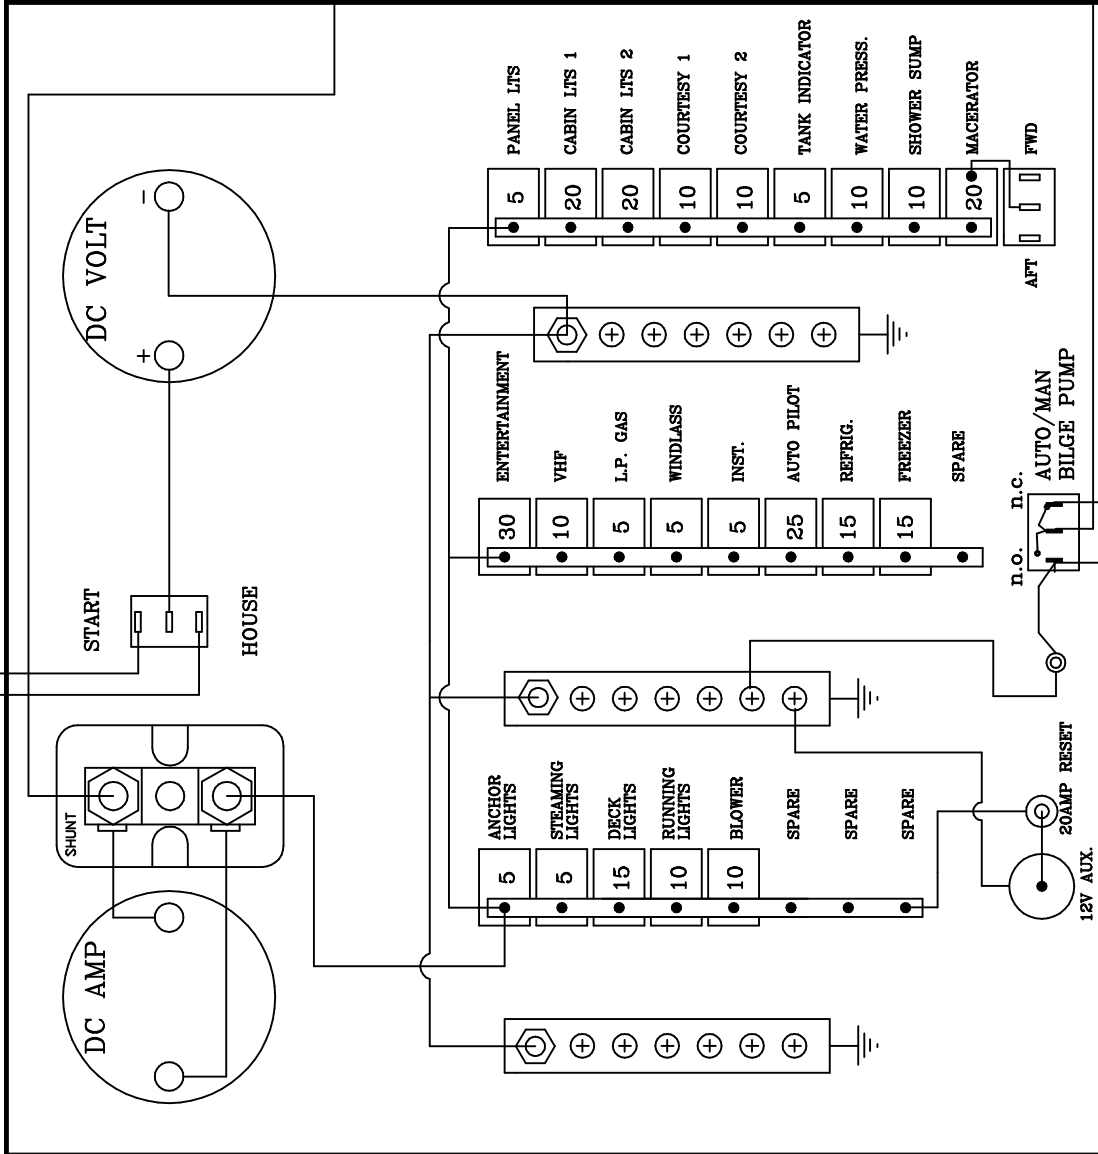 DC VOLT
−
+
START
HOUSE
SHUNT
DC AMP
PANEL LTS
5
CABIN LTS 1
20
CABIN LTS 2
20
COURTESY 1
10
COURTESY 2
10
TANK INDICATOR
5
WATER PRESS.
10
SHOWER SUMP
10
MACERATOR
20
FWD
AFT
ENTERTAINMENT
30
VHF
10
L.P. GAS
5
WINDLASS
5
INST.
5
AUTO PILOT
25
REFRIG.
15
FREEZER
15
SPARE
n.c.
n.o.
AUTO/MAN
BILGE PUMP
ANCHOR
LIGHTS
5
STEAMING
LIGHTS
5
DECK
LIGHTS
15
RUNNING
LIGHTS
10
BLOWER
10
SPARE
SPARE
SPARE
20AMP RESET
12V AUX.